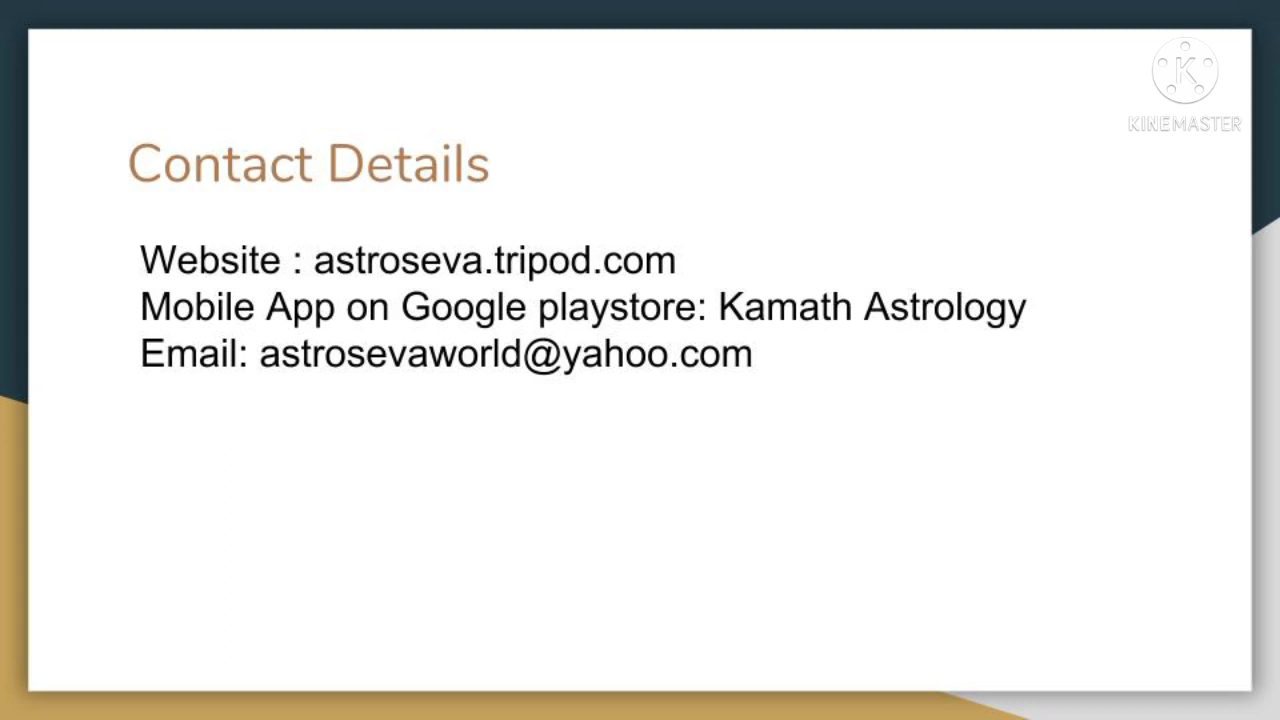 KINEMASTER
Contact Details
Website : astroseva.tripod.com
Mobile App on Google playstore: Kamath Astrology
Email: astrosevaworld@yahoo.com